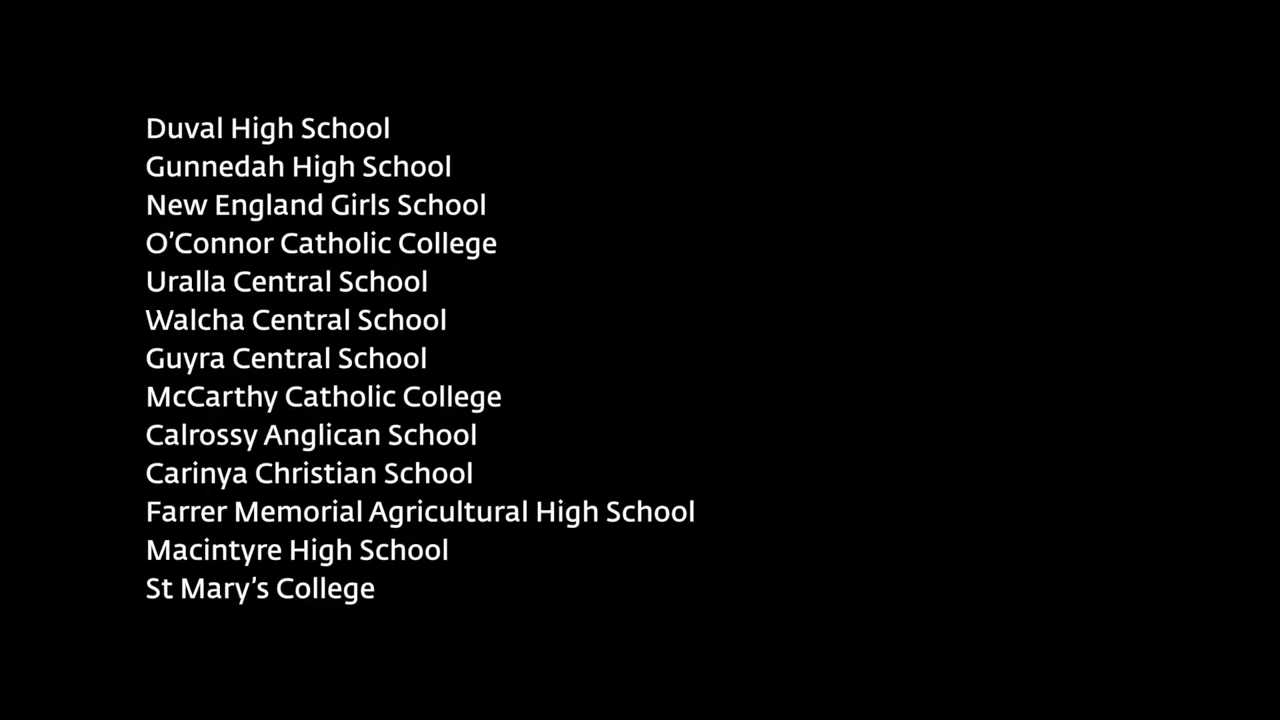 Duval High School
Gunnedah High School
New England Girls School
O’Connor Catholic College
Uralla Central School
Walcha Central School
Guyra Central School
McCarthy Catholic College
Calrossy Anglican School
Carinya Christian School
Farrer Memorial Agricultural High School
Macintyre High School
St Mary’s College